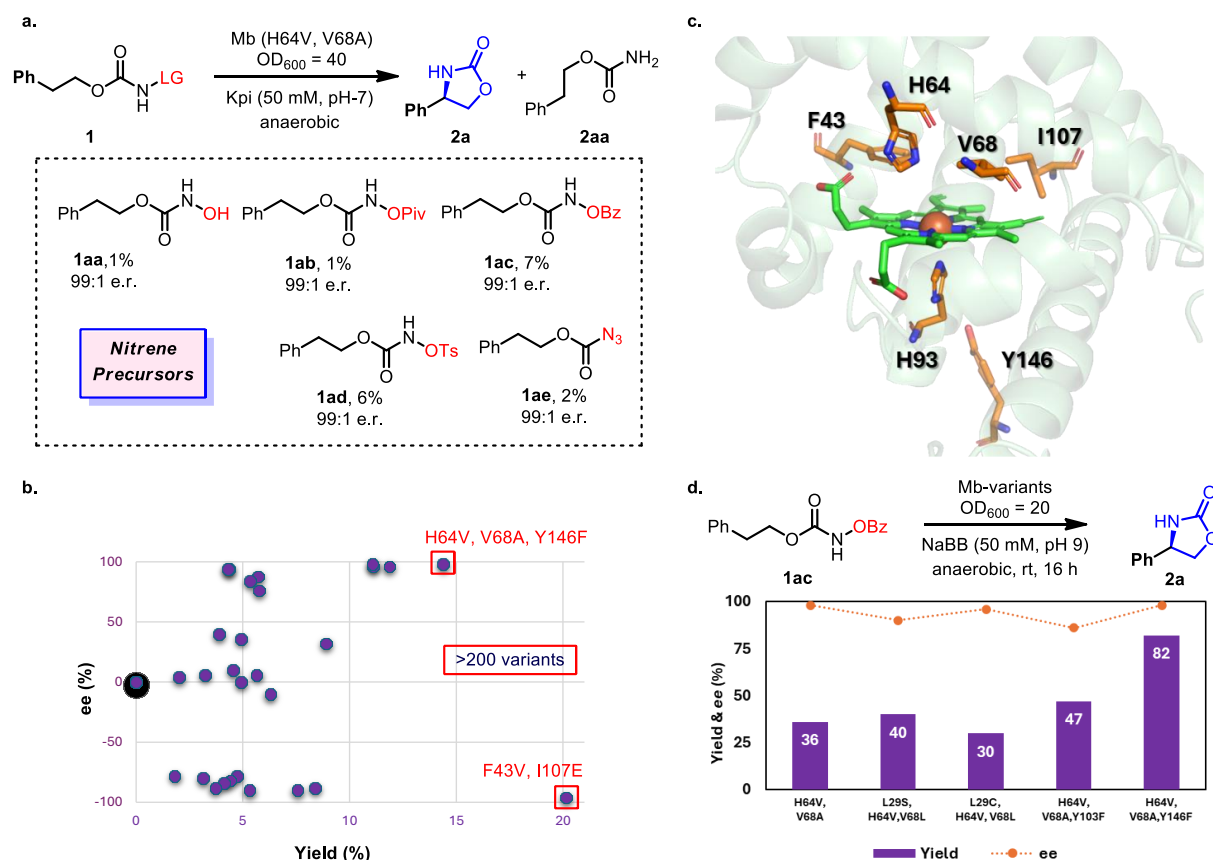 a.
Ph
O
O
N
H
LG
1
Mb (H64V, V68A)
OD600 = 40
Kpi (50 mM, pH-7)
anaerobic
O
HN
O
Ph
2a
+
O
O
NH2
Ph
2aa
Ph
O
O
H
N
OH
1aa,1%
99:1 e.r.
Ph
O
O
H
N
OPiv
1ab, 1%
99:1 e.r.
Ph
O
O
H
N
OBz
1ac, 7%
99:1 e.r.
Nitrene
Precursors
Ph
O
O
H
N
OTs
1ad, 6%
99:1 e.r.
Ph
O
O
N3
1ae, 2%
99:1 e.r.
b.
H64V, V68A, Y146F
>200 variants
F43V, I107E
100
50
0
-50
-100
ee (%)
0
5
10
15
20
Yield (%)
c.
H64
F43
V68
I107
H93
Y146
d.
Ph
O
O
N
H
OBz
1ac
Mb-variants
OD600 = 20
NaBB (50 mM, pH 9)
anaerobic, rt, 16 h
O
HN
O
Ph
2a
Yield & ee (%)
100
75
50
25
0
36
40
30
47
82
H64V,
V68A
L29S,
H64V,V68L
L29C,
H64V, V68L
H64V,
V68A,Y103F
H64V,
V68A,Y146F
Yield
ee